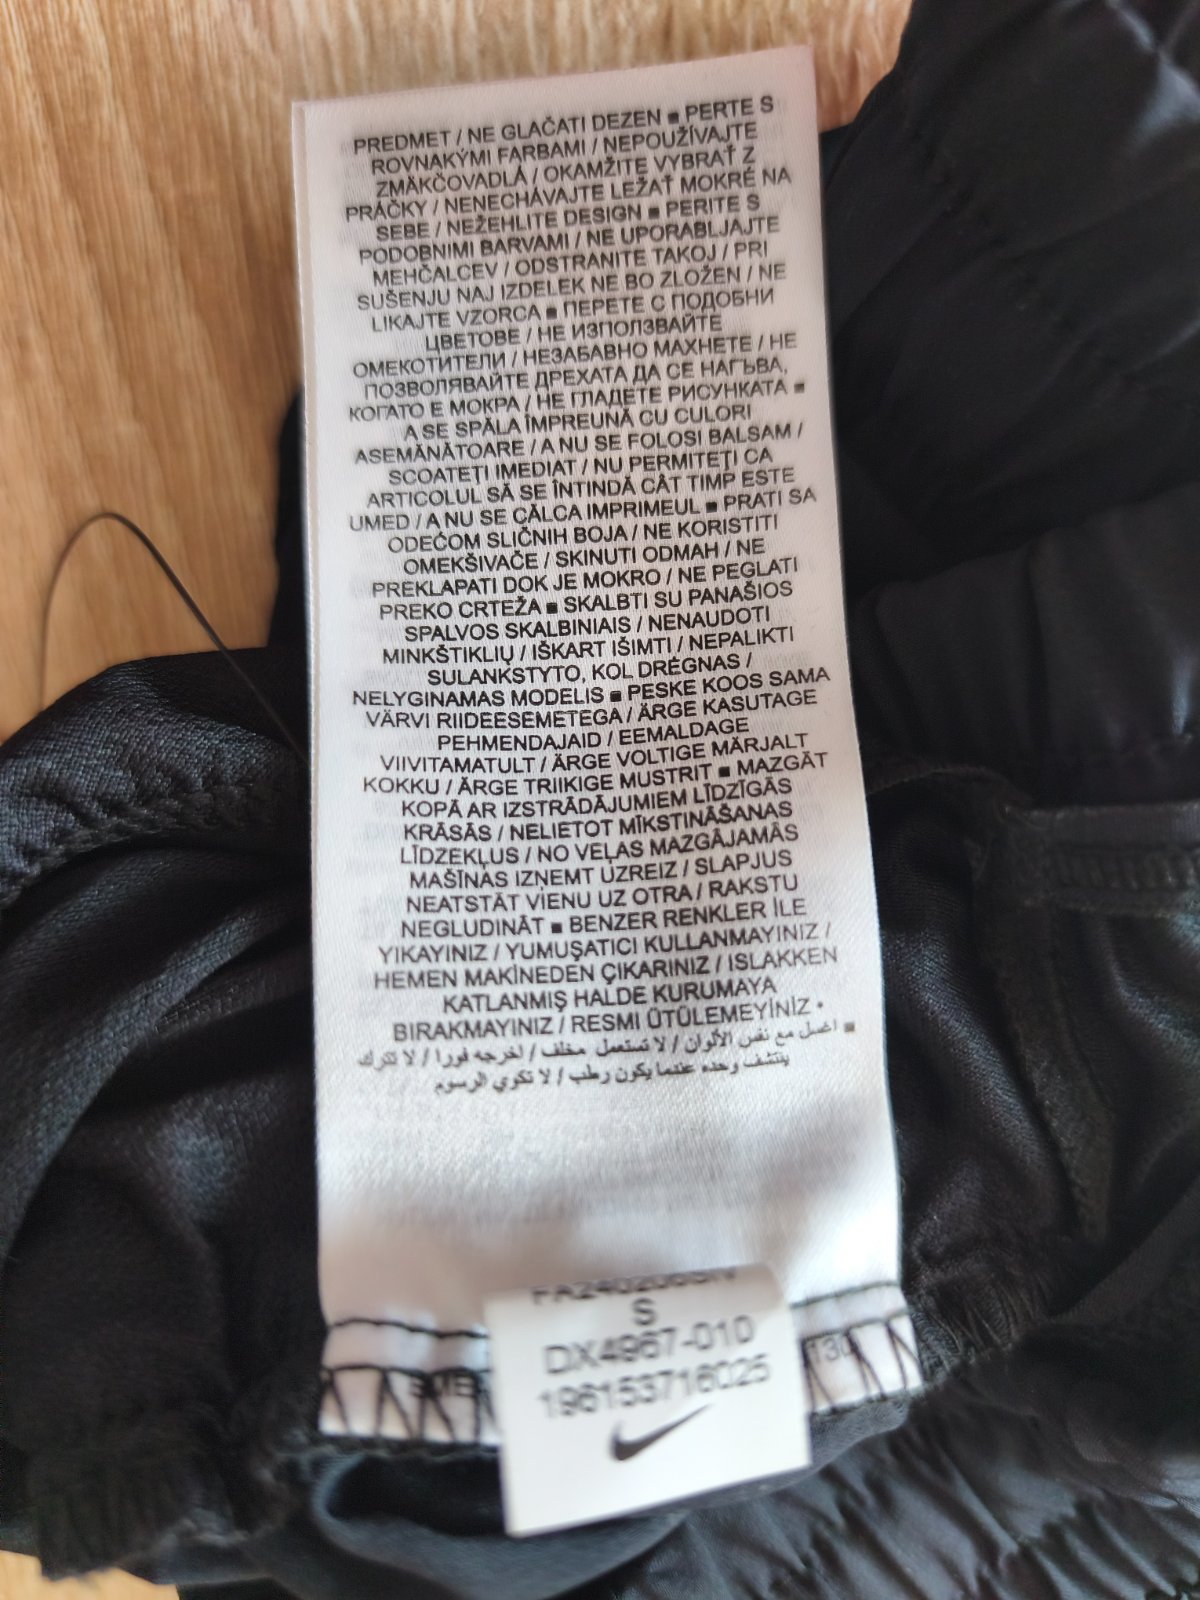 PREDMET / NE GLAČATI DEZEN ■ PERTE S
ROVNAKÝMI FARBAMI / NEPOUŽÍVAJTE
ZMÄKČOVADLÁ / OKAMŽITE VYBRAŤ Z
PRÁČKY / NENECHÁVAJTE LEŽAŤ MOKRÉ NA
SEBE / NEŽEHLITE DESIGN ■ PERITE S
PODOBNIMI BARVAMI / NE UPORABLJAJTE
MEHČALCEV / ODSTRANITE TAKOJ / PRI
SUŠENJU NAJ IZDELEK NE BO ZLOŽEN / NE
LIKAJTE VZORCA ■ ПЕРЕТЕ С ПОДОБНИ
ЦВЕТОВЕ / НЕ ИЗПОЛЗВАЙТЕ
ОМЕКОТИТЕЛИ / НЕЗАБАВНО МАХНЕТЕ / НЕ
ПОЗВОЛЯВАЙТЕ ДРЕХАТА ДА СЕ НАГЪВА,
КОГАТО Е МОКРА / НЕ ГЛАДЕТЕ РИСУНКАТА ■
A SE SPĂLA ÎMPREUNĂ CU CULORI
ASEMĂNĂTOARE / A NU SE FOLOSI BALSAM /
SCOATEŢI IMEDIAT / NU PERMITEŢI CA
ARTICOLUL SĂ SE ÎNTINDĂ CÂT TIMP ESTE
UMED / A NU SE CĂLCA IMPRIMEUL ■ PRATI SA
ODEĆOM SLIČNIH BOJA / NE KORISTITI
OMEKŠIVAČE / SKINUTI ODMAH / NE
PREKLAPATI DOK JE MOKRO / NE PEGLATI
PREKO CRTEŽA ■ SKALBTI SU PANAŠIOS
SPALVOS SKALBINIAIS / NENAUDOTI
MINKŠTIKLIŲ / IŠKART IŠIMTI / NEPALIKTI
SULANKSTYTO, KOL DRĖGNAS /
NELYGINAMAS MODELIS ■ PESKE KOOS SAMA
VÄRVI RIIDEESEMETEGA / ÄRGE KASUTAGE
PEHMENDAJAID / EEMALDAGE
VIIVITAMATULT / ÄRGE VOLTIGE MÄRJALT
KOKKU / ÄRGE TRIIKIGE MUSTRIT ■ MAZGĀT
KOPĀ AR IZSTRĀDĀJUMIEM LĪDZĪGĀS
KRĀSĀS / NELIETOT MĪKSTINĀŠANAS
LĪDZEKĻUS / NO VEĻAS MAZGĀJAMĀS
MAŠĪNAS IZŅEMT UZREIZ / SLAPJUS
NEATSTĀT VIENU UZ OTRA / RAKSTU
NEGLUDINĀT ■ BENZER RENKLER İLE
YIKAYINIZ / YUMUŞATICI KULLANMAYINIZ /
HEMEN MAKİNEDEN ÇIKARINIZ / ISLAKKEN
KATLANMIŞ HALDE KURUMAYA
BIRAKMAYINIZ / RESMI ÜTÜLEMEYİNİZ •
■ اغسل مع نفس الألوان / لا تستعمل مخلف / اخرجه فورا / لا تترك
ينتشف وحده عندما يكون رطب / لا تكوي الرسوم
S
DX4967-010
196153716025